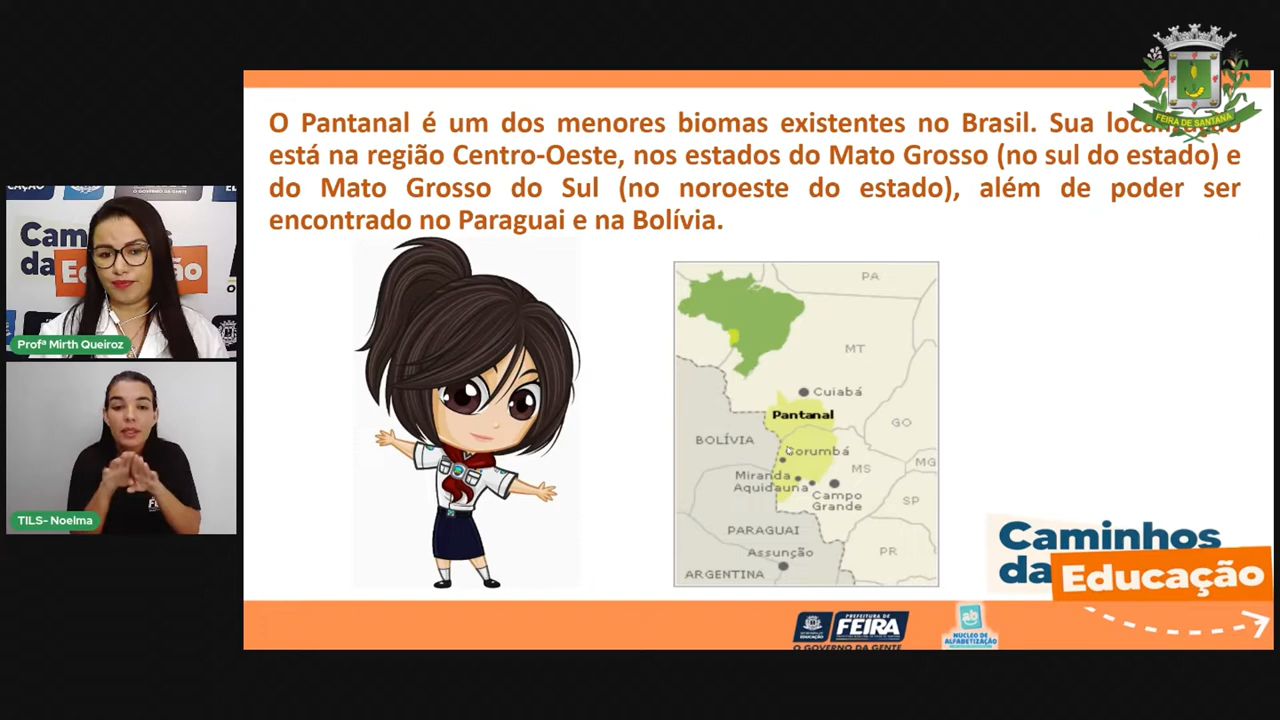 FEIRA DE SANTANA
O Pantanal é um dos menores biomas existentes no Brasil. Sua
está na região Centro-Oeste, nos estados do Mato Grosso (no sul do estado) e
do Mato Grosso do Sul (no noroeste do estado), além de poder ser
encontrado no Paraguai e na Bolívia.
Profª Mirth Queiroz
TILS- Noelma
PA
MT
Cuiabá
Pantanal
GO
BOLÍVIA
Corumbá
MS
MG
Miranda
Aquidauna
Campo
Grande
SP
PARAGUAI
PR
Assunção
ARGENTINA
Caminhos
da Educação
PREFEITURA DE
FEIRA
O GOVERNO DA GENTE
NÚCLEO DE
ALFABETIZAÇÃO